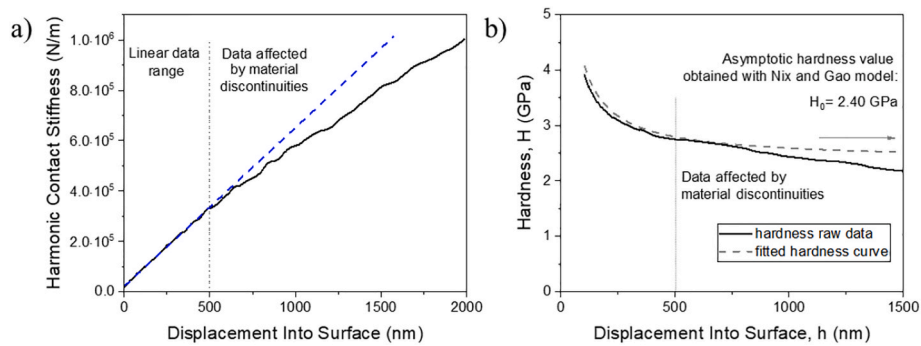 a)
Harmonic Contact Stiffness (N/m)
1.0·10⁶
8.0·10⁵
6.0·10⁵
4.0·10⁵
2.0·10⁵
0.0
Linear data
range
Data affected
by material
discontinuities
0 500 1000 1500 2000
Displacement Into Surface (nm)
b)
Hardness, H (GPa)
5
4
3
2
1
0
Asymptotic hardness value
obtained with Nix and Gao model:
H₀= 2.40 GPa
Data affected by
material discontinuities
hardness raw data
fitted hardness curve
0 500 1000 1500
Displacement Into Surface, h (nm)